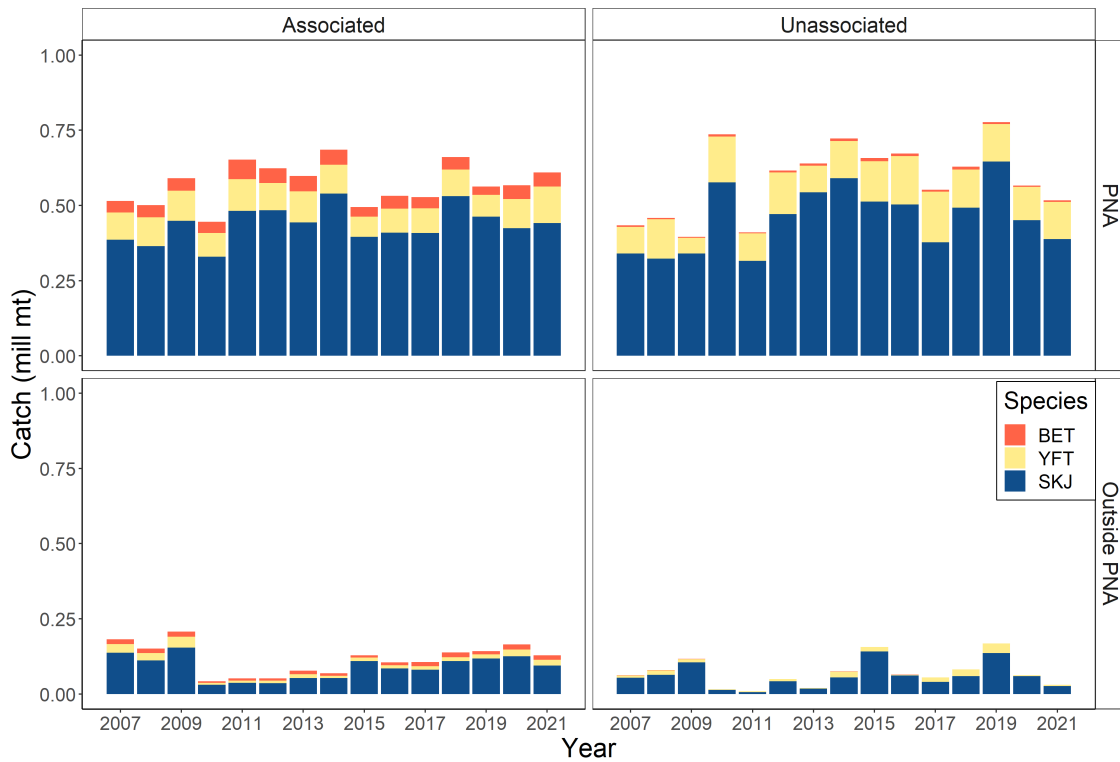 Associated
Unassociated
1.00
0.75
0.50
0.25
0.00
PNA
Catch (mill mt)
1.00
0.75
0.50
0.25
0.00
Species
BET
YFT
SKJ
Outside PNA
2007 2009 2011 2013 2015 2017 2019 2021
2007 2009 2011 2013 2015 2017 2019 2021
Year